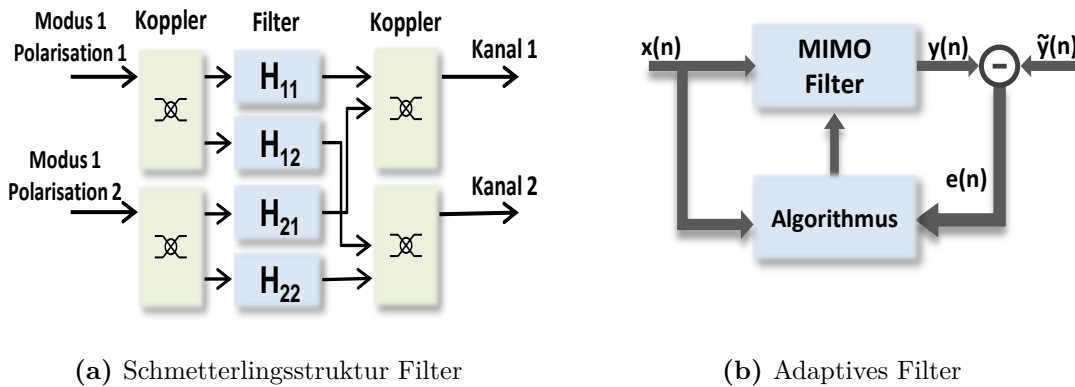 Modus 1
Polarisation 1
Koppler
Filter
Koppler
Kanal 1
H11
H12
Modus 1
Polarisation 2
H21
H22
Kanal 2
(a) Schmetterlingsstruktur Filter
x(n)
MIMO
Filter
y(n)
-
ỹ(n)
e(n)
Algorithmus
(b) Adaptives Filter